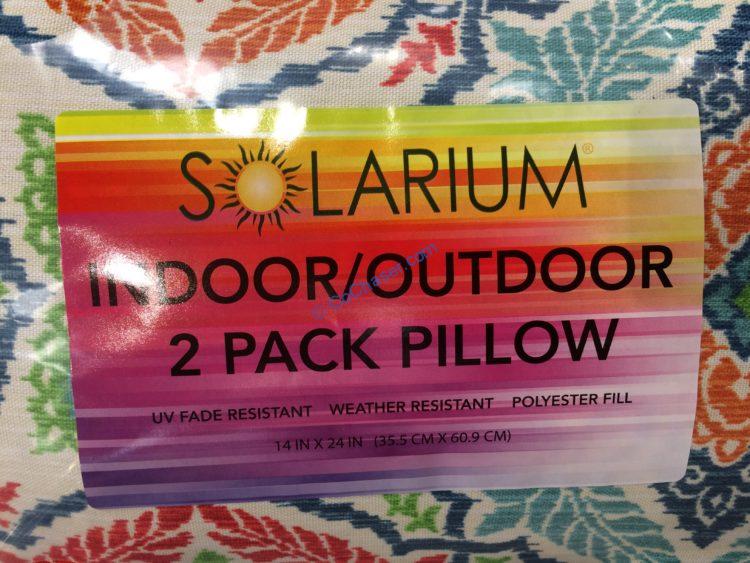 SOLARIUM®
INDOOR/OUTDOOR
2 PACK PILLOW
UV FADE RESISTANT WEATHER RESISTANT POLYESTER FILL
14 IN X 24 IN (35.5 CM X 60.9 CM)